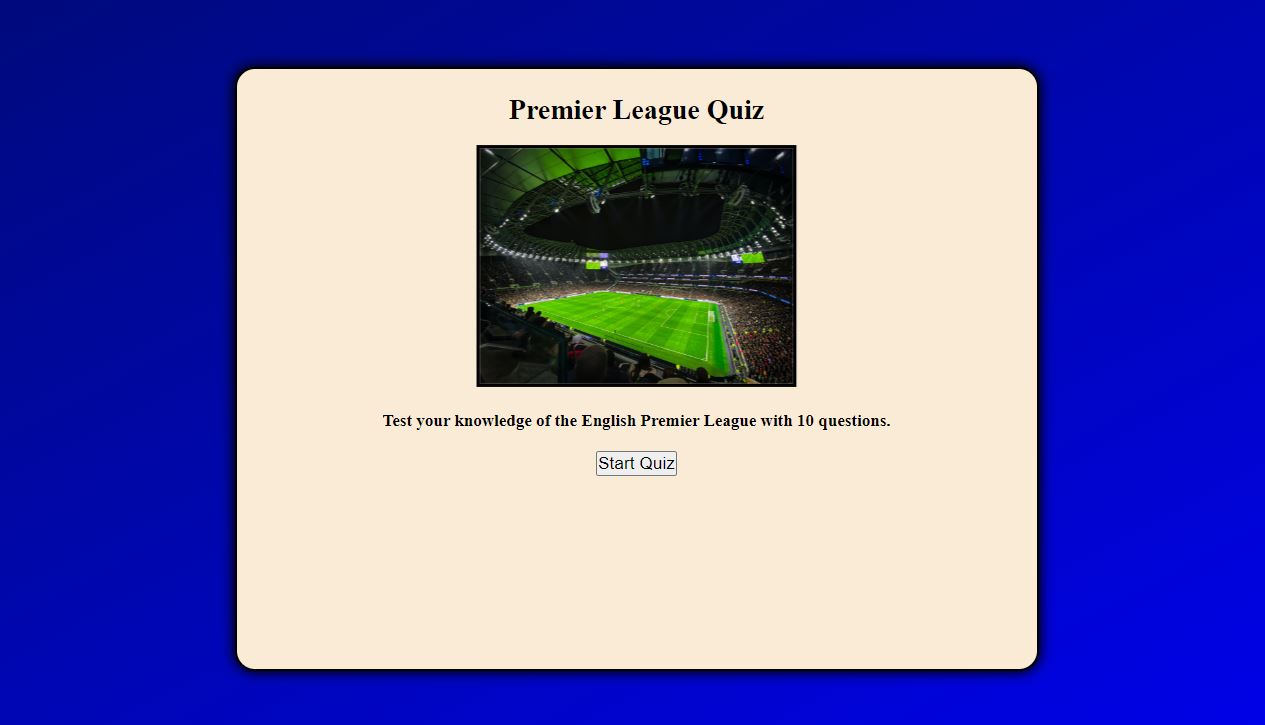 Premier League Quiz
Test your knowledge of the English Premier League with 10 questions.
Start Quiz